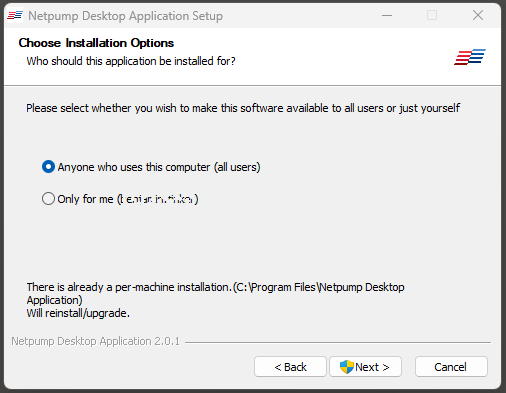 Netpump Desktop Application Setup
Choose Installation Options
Who should this application be installed for?
Please select whether you wish to make this software available to all users or just yourself
Anyone who uses this computer (all users)
Only for me (
There is already a per-machine installation.(C:\Program Files\Netpump Desktop
Application)
Will reinstall/upgrade.
Netpump Desktop Application 2.0.1
< Back
Next >
Cancel